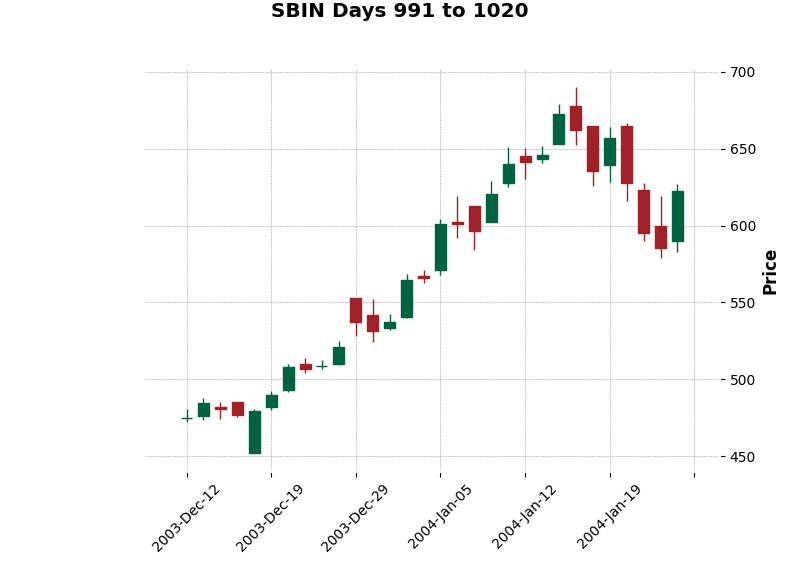 SBIN Days 991 to 1020
700
650
600
550
500
450
Price
2003-Dec-12
2003-Dec-19
2003-Dec-29
2004-Jan-05
2004-Jan-12
2004-Jan-19